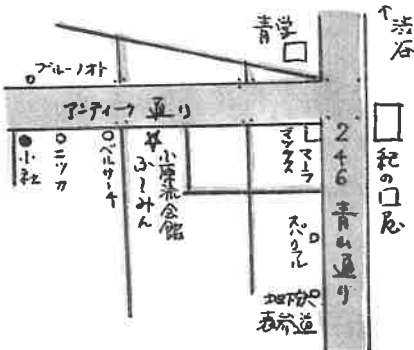 ↑渋谷
青学
ブルーノオト
アンティーク通り
246青山通り
紀の国屋
マックス
マーラ
小原流会館
ふーみん
ベルサーチ
ニッカ
小社
スパイラル
地下鉄
表参道